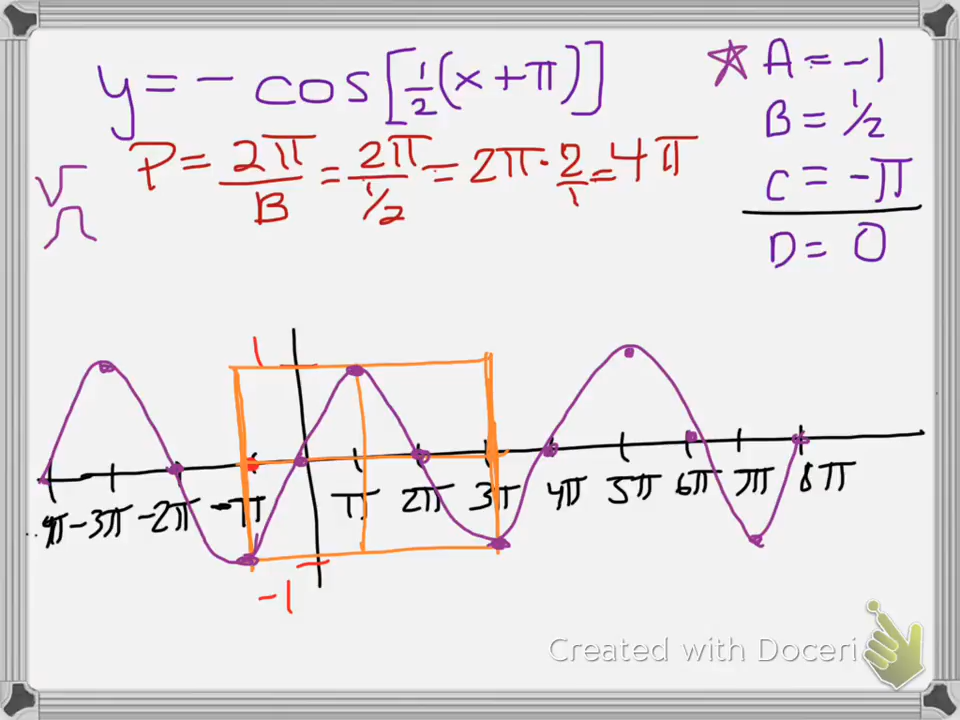 y = - cos [ 1/2 (x + π) ]
A = -1
B = 1/2
C = -π
D = 0
P = 2π/B = 2π/(1/2) = 2π · 2/1 = 4π
1
-4π -3π -2π -π π 2π 3π 4π 5π 6π 7π 8π
-1
Created with Doceri